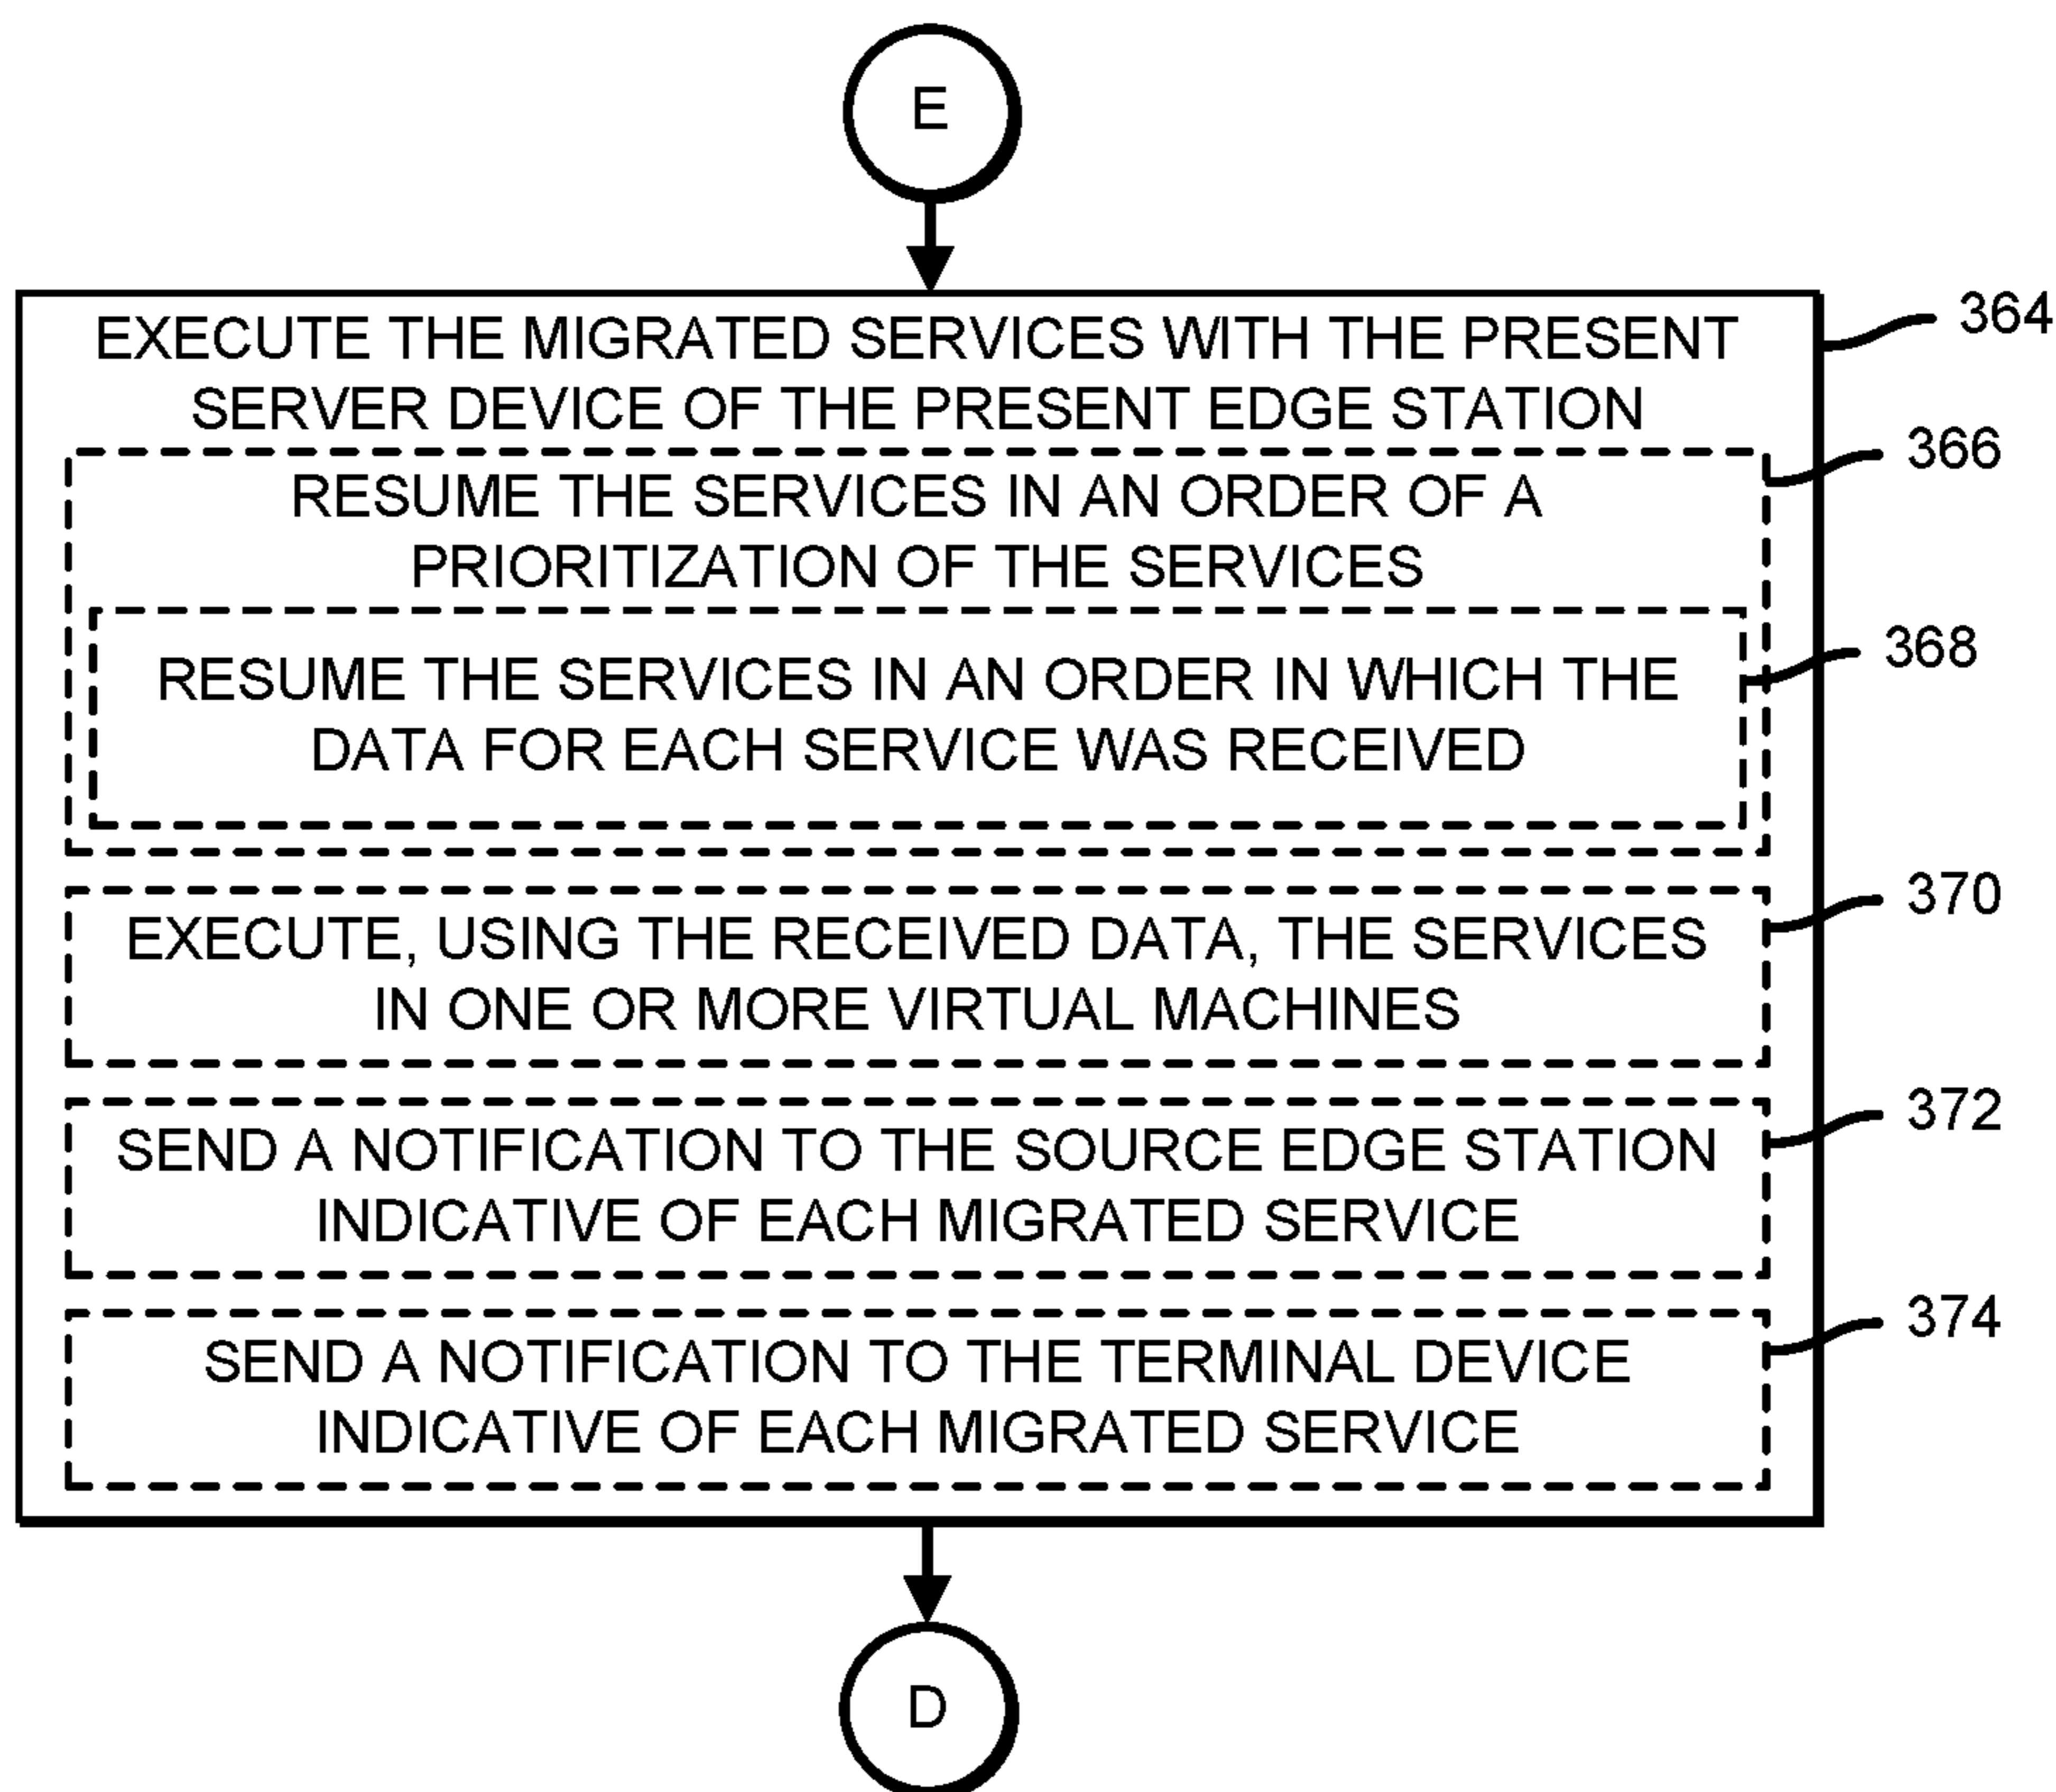 E
EXECUTE THE MIGRATED SERVICES WITH THE PRESENT
SERVER DEVICE OF THE PRESENT EDGE STATION
364
RESUME THE SERVICES IN AN ORDER OF A
PRIORITIZATION OF THE SERVICES
366
RESUME THE SERVICES IN AN ORDER IN WHICH THE
DATA FOR EACH SERVICE WAS RECEIVED
368
EXECUTE, USING THE RECEIVED DATA, THE SERVICES
IN ONE OR MORE VIRTUAL MACHINES
370
SEND A NOTIFICATION TO THE SOURCE EDGE STATION
INDICATIVE OF EACH MIGRATED SERVICE
372
SEND A NOTIFICATION TO THE TERMINAL DEVICE
INDICATIVE OF EACH MIGRATED SERVICE
374
D